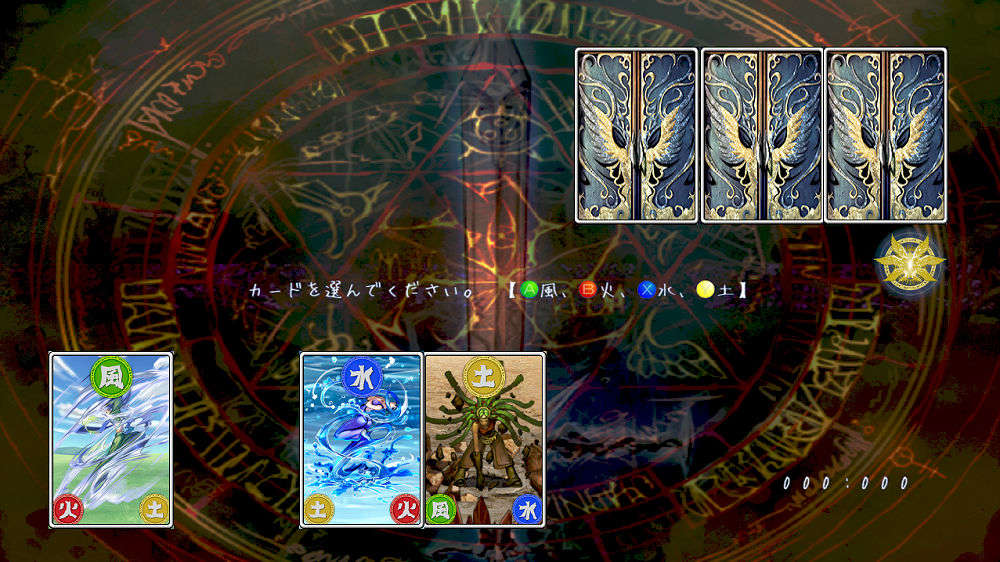 カードを選んでください。 【A風、B火、X水、Y土】
風
火 土
水
土 火
土
風 水
000:000